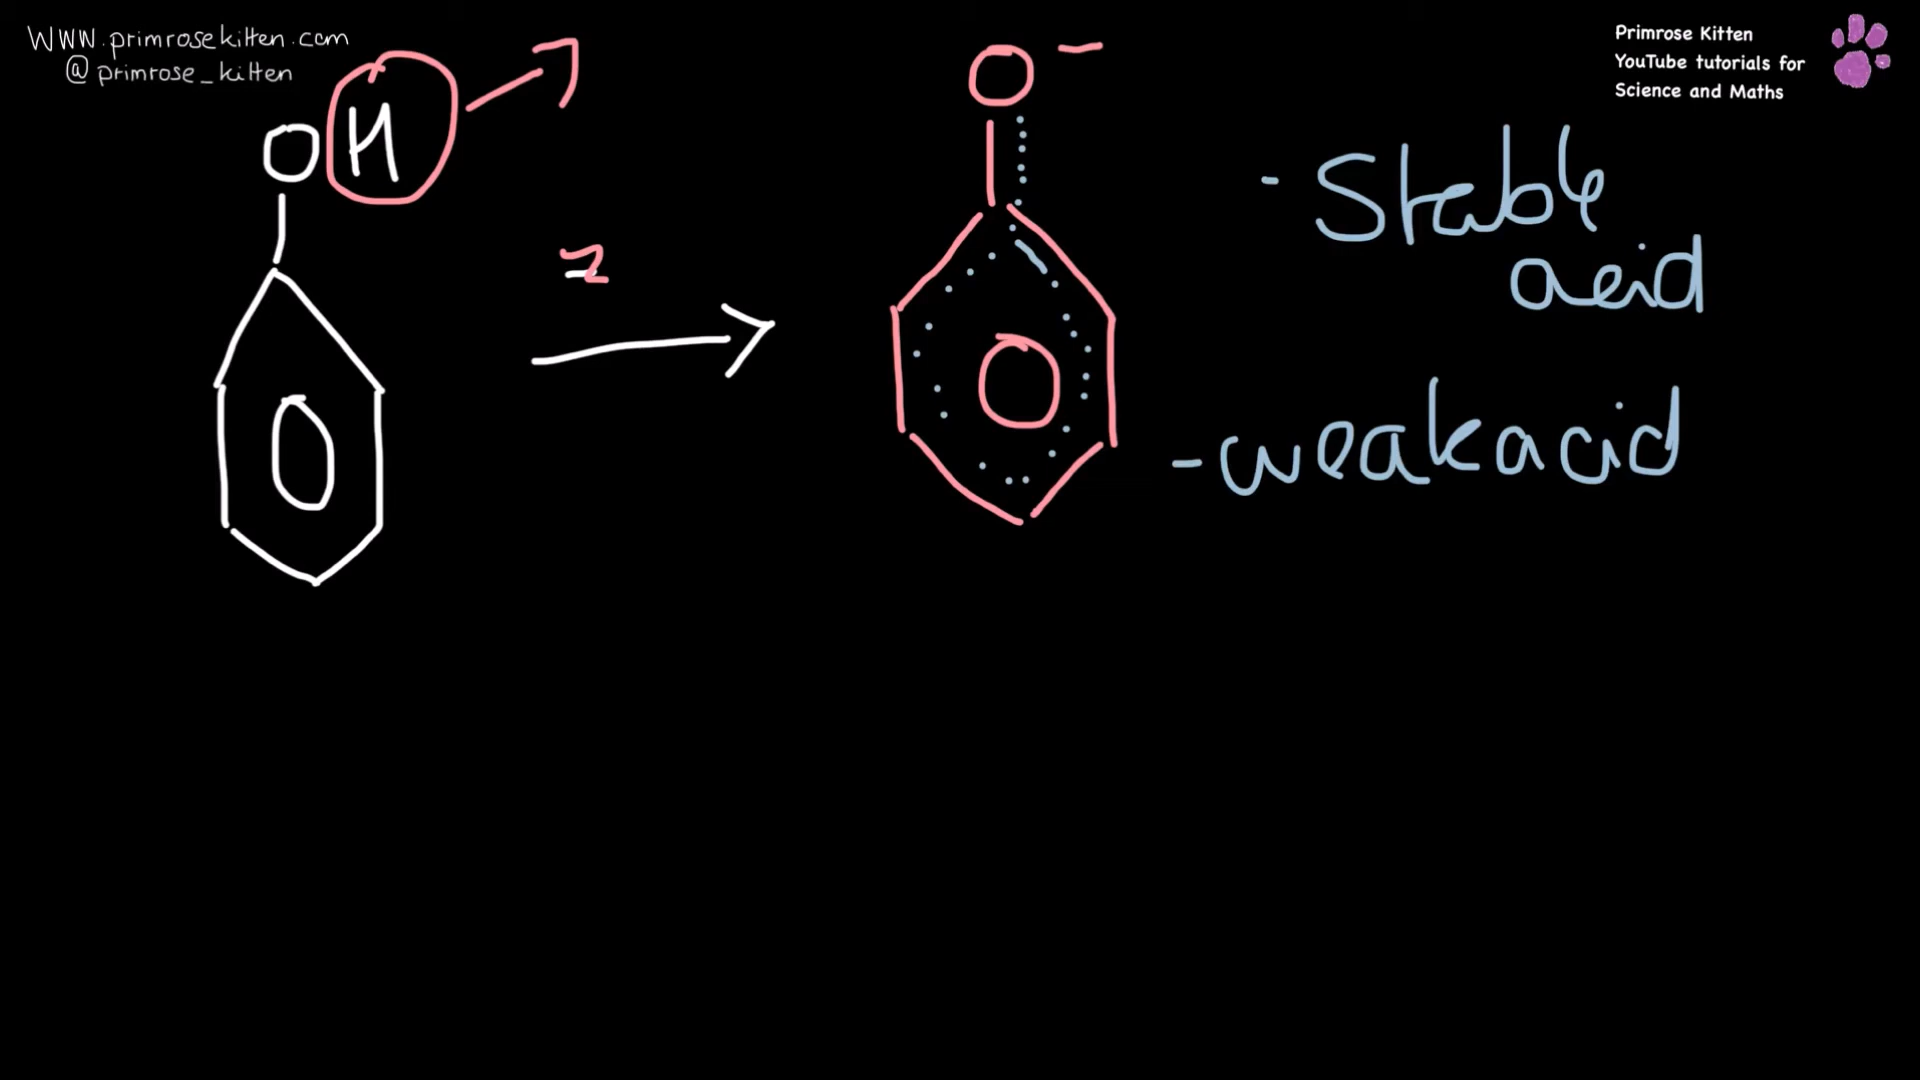 www.primrosekitten.com
@primrose_kitten
Primrose Kitten
YouTube tutorials for
Science and Maths
OH
O -
- Stable
acid
- weak acid